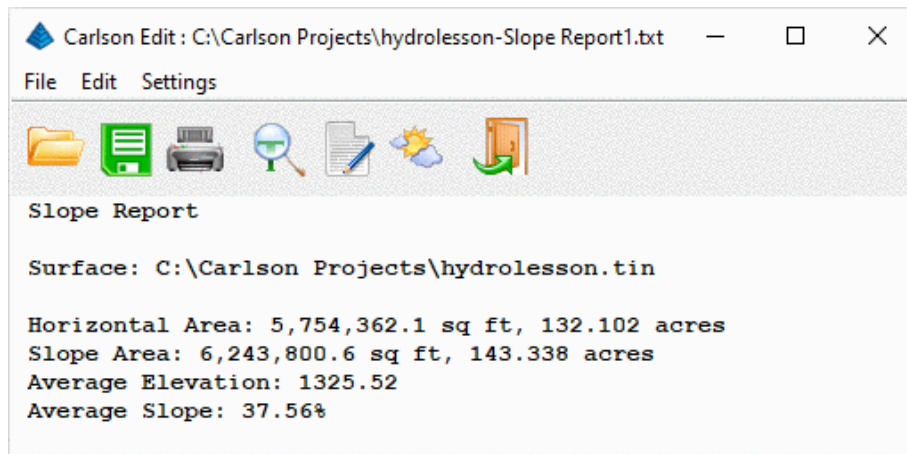 Carlson Edit : C:\Carlson Projects\hydrolesson-Slope Report1.txt
File Edit Settings
Slope Report
Surface: C:\Carlson Projects\hydrolesson.tin
Horizontal Area: 5,754,362.1 sq ft, 132.102 acres
Slope Area: 6,243,800.6 sq ft, 143.338 acres
Average Elevation: 1325.52
Average Slope: 37.56%